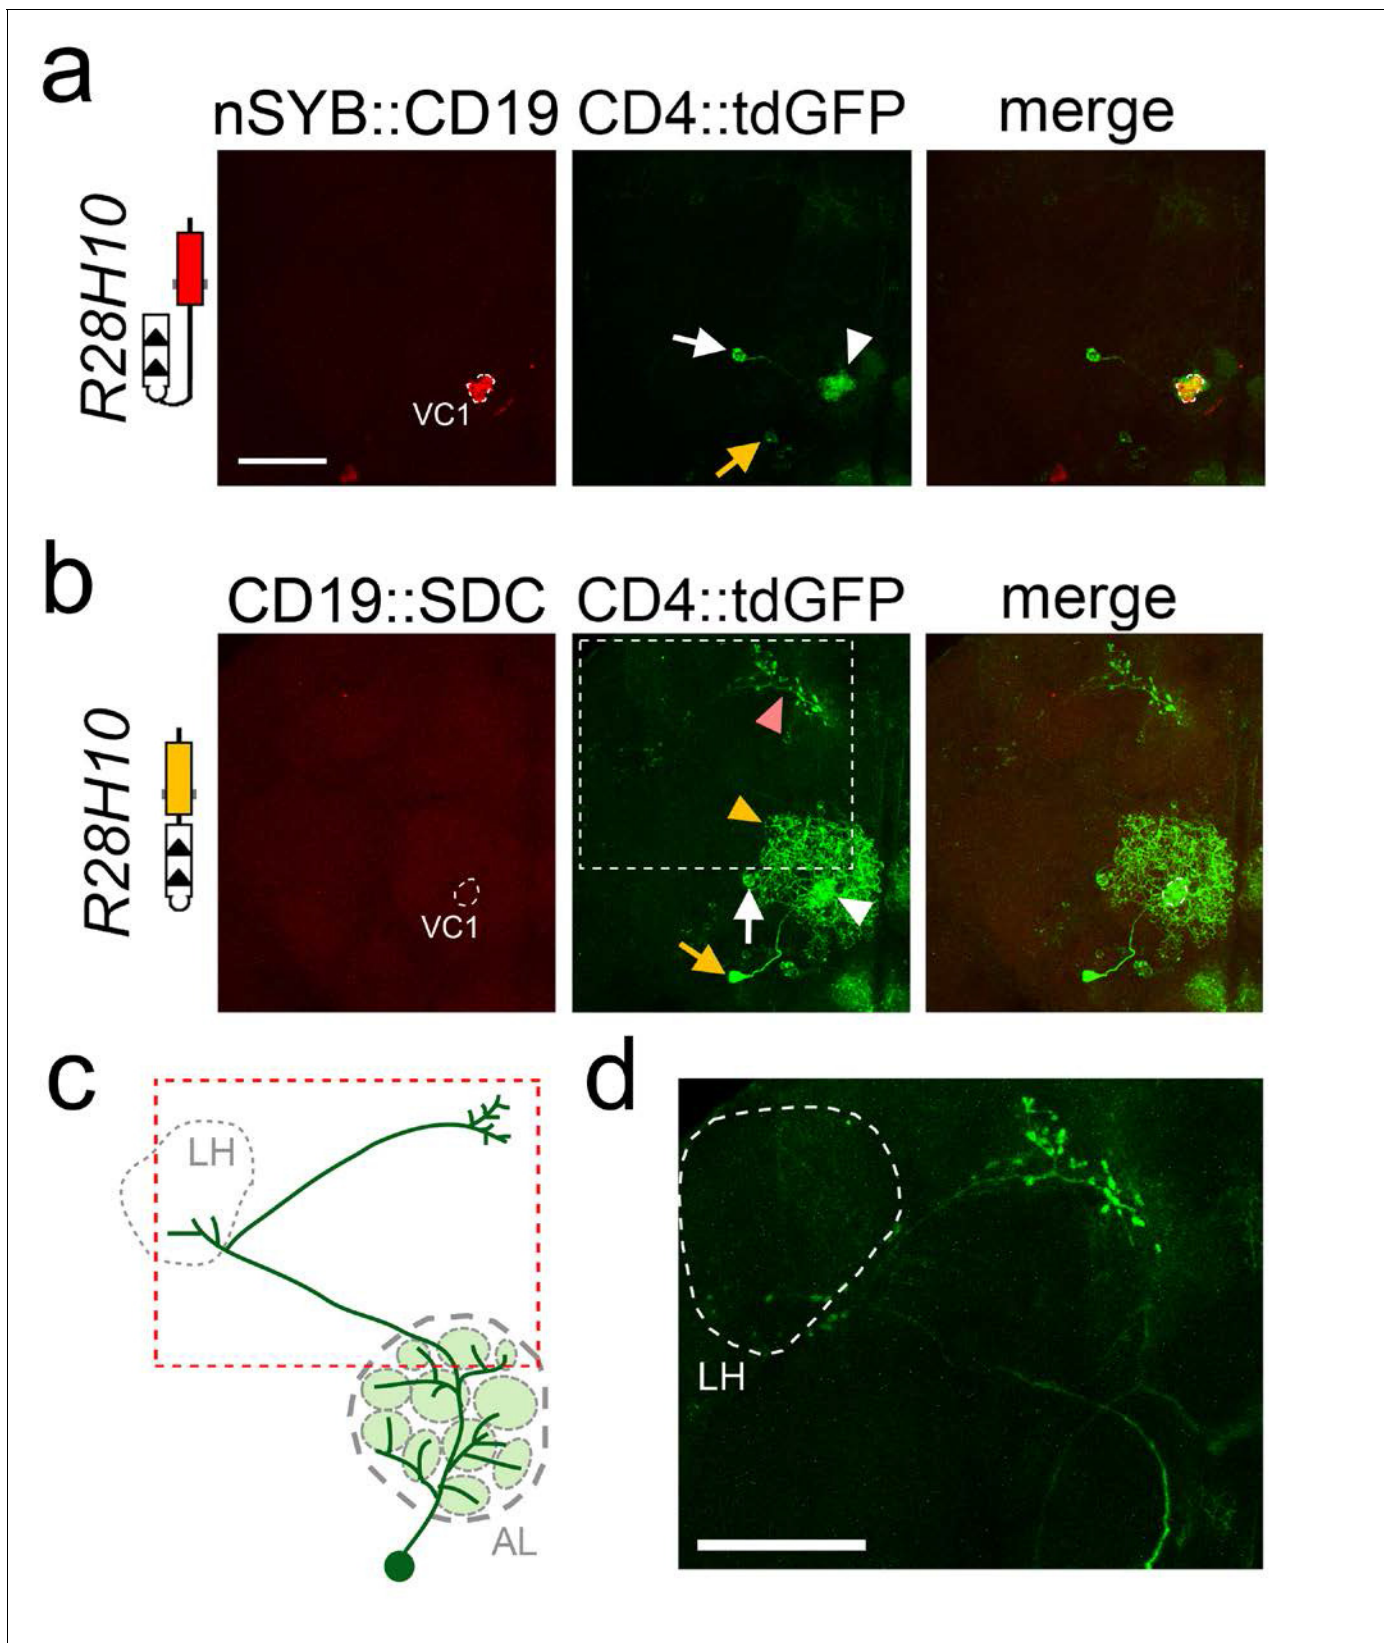 a
nSYB::CD19 CD4::tdGFP merge
R28H10
VC1
b
CD19::SDC CD4::tdGFP merge
R28H10
VC1
c
LH
AL
d
LH